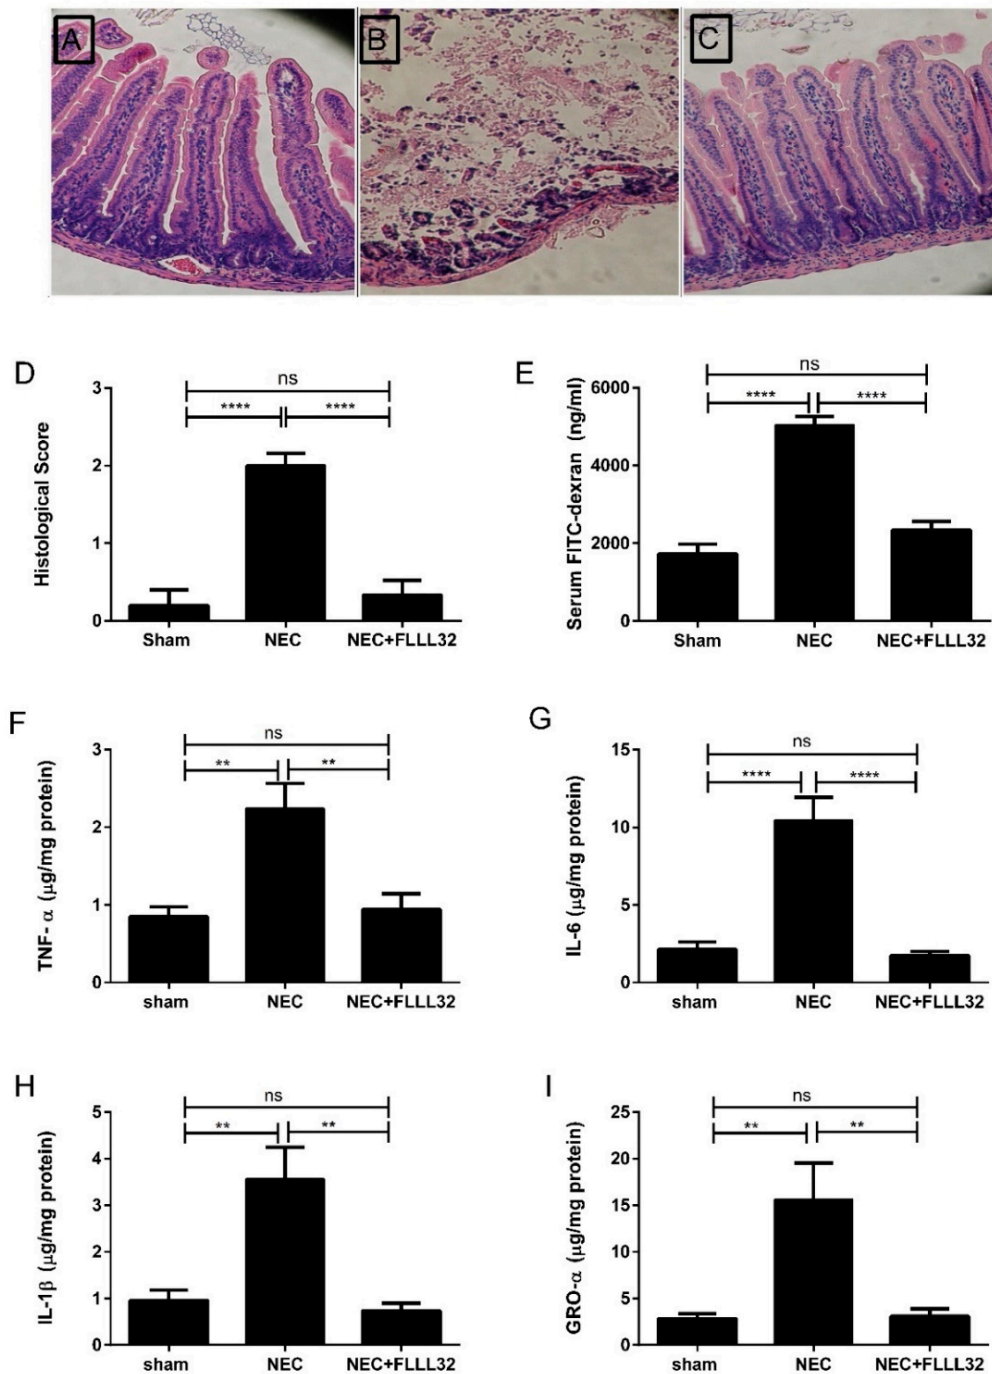 A
B
C
D
Histological Score
3
2
1
0
ns
****
****
Sham
NEC
NEC+FLLL32
E
Serum FITC-dexran (ng/ml)
6000
4000
2000
0
ns
****
****
Sham
NEC
NEC+FLLL32
F
TNF- α (μg/mg protein)
3
2
1
0
ns
**
**
sham
NEC
NEC+FLLL32
G
IL-6 (μg/mg protein)
15
10
5
0
ns
****
****
sham
NEC
NEC+FLLL32
H
IL-1β (μg/mg protein)
5
4
3
2
1
0
ns
**
**
sham
NEC
NEC+FLLL32
I
GRO-α (μg/mg protein)
25
20
15
10
5
0
ns
**
**
sham
NEC
NEC+FLLL32